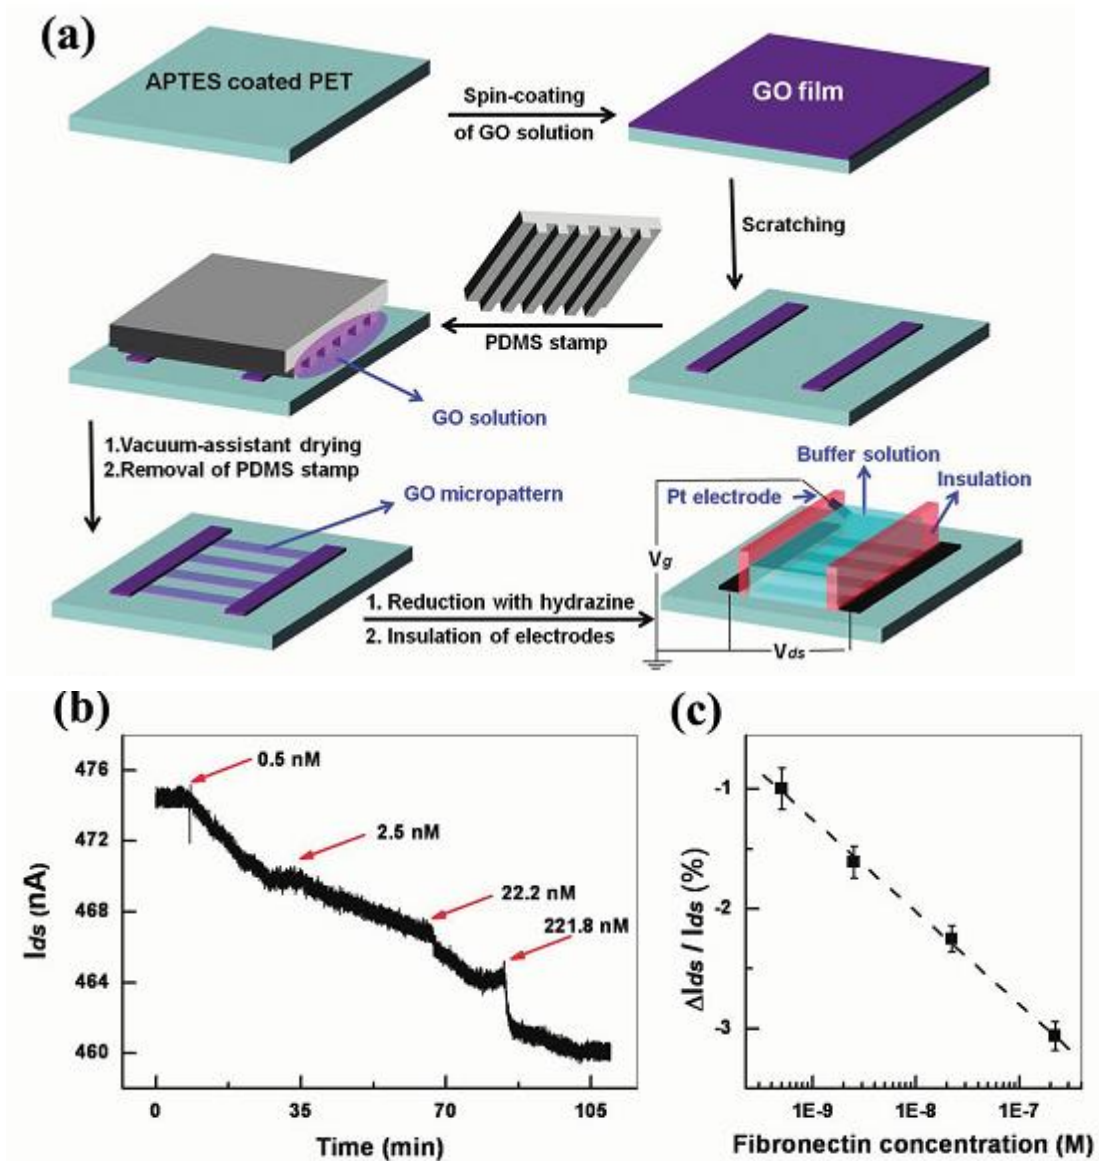 (a)
APTES coated PET
Spin-coating
of GO solution
GO film
Scratching
PDMS stamp
GO solution
1.Vacuum-assistant drying
2.Removal of PDMS stamp
GO micropattern
1. Reduction with hydrazine
2. Insulation of electrodes
Buffer solution
Pt electrode
Insulation
Vg
Vds
(b)
476
472
468
464
460
Ids (nA)
0.5 nM
2.5 nM
22.2 nM
221.8 nM
0
35
70
105
Time (min)
(c)
-1
-2
-3
ΔIds / Ids (%)
1E-9
1E-8
1E-7
Fibronectin concentration (M)